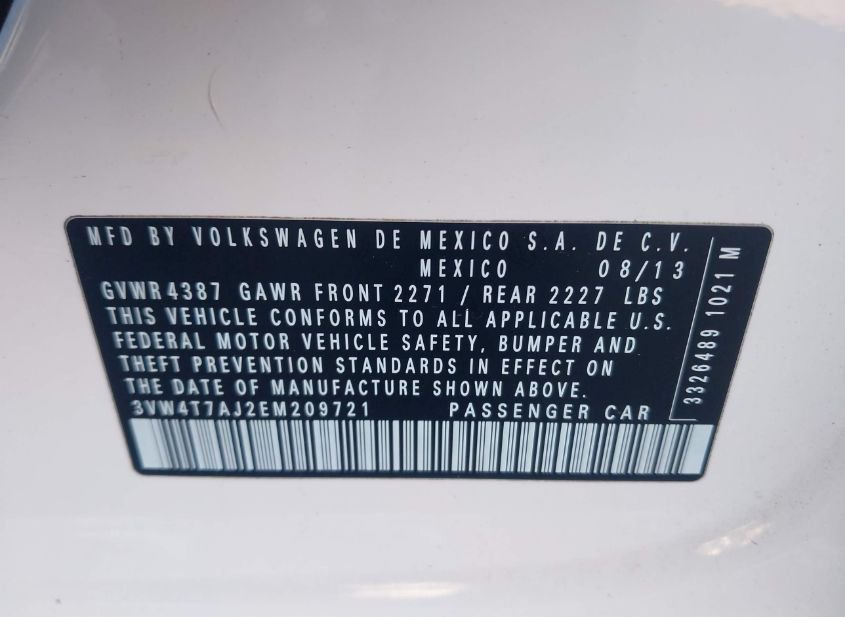 MFD BY VOLKSWAGEN DE MEXICO S.A. DE C.V.
MEXICO 08/13
GVWR 4387 GAWR FRONT 2271 / REAR 2227 LBS
THIS VEHICLE CONFORMS TO ALL APPLICABLE U.S.
FEDERAL MOTOR VEHICLE SAFETY, BUMPER AND
THEFT PREVENTION STANDARDS IN EFFECT ON
THE DATE OF MANUFACTURE SHOWN ABOVE.
3VW4T7AJ2EM209721 PASSENGER CAR
3326489 1021 M